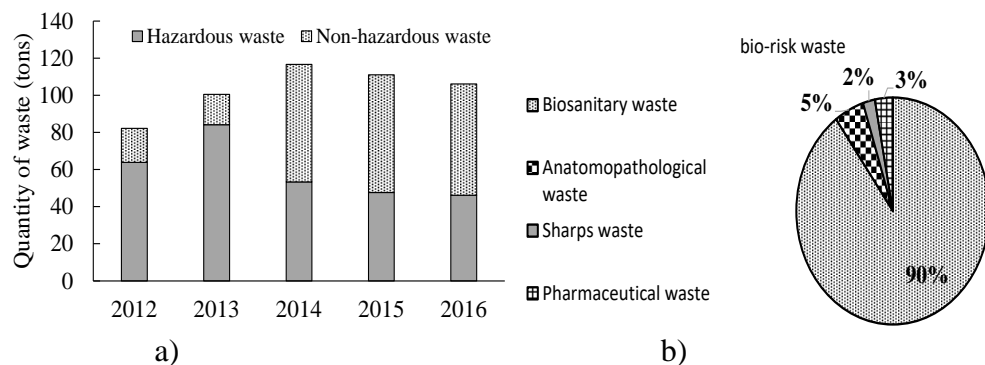 140
120
100
80
60
40
20
0
Quantity of waste (tons)
Hazardous waste Non-hazardous waste
2012 2013 2014 2015 2016
a)
bio-risk waste
Biosanitary waste
Anatomopathological
waste
Sharps waste
Pharmaceutical waste
5% 2% 3%
90%
b)